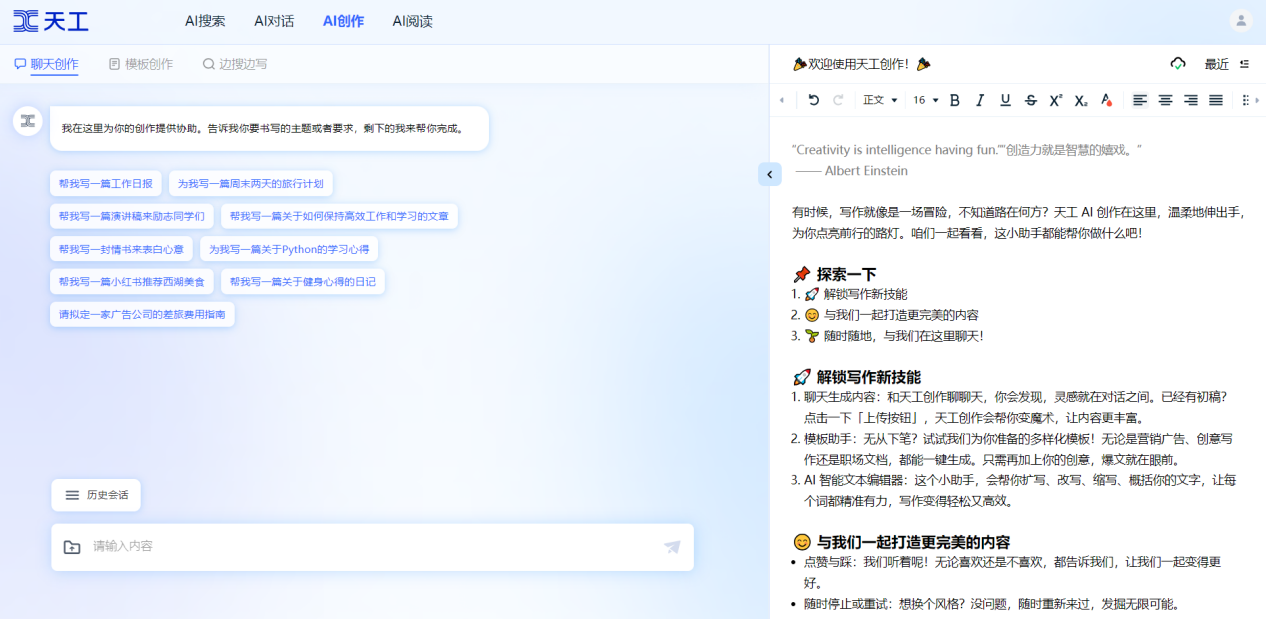 天工
AI搜索 AI对话 AI创作 AI阅读
聊天创作 模板创作 边搜边写
我在这里为你的创作提供协助。告诉我你要书写的主题或者要求，剩下的我来帮你完成。
帮我写一篇工作日报 为我写一篇周末两天的旅行计划
帮我写一篇演讲稿来励志同学们 帮我写一篇关于如何保持高效工作和学习的文章
帮我写一封情书来表白心意 为我写一篇关于Python的学习心得
帮我写一篇小红书推荐西湖美食 帮我写一篇关于健身心得的日记
请拟定一家广告公司的差旅费用指南
历史会话
请输入内容
🎉欢迎使用天工创作！🎉 最近
正文 16 B I U S X² X₂ A
“Creativity is intelligence having fun.”“创造力就是智慧的嬉戏。”
—— Albert Einstein
有时候，写作就像是一场冒险，不知道路在何方？天工 AI 创作在这里，温柔地伸出手，
为你点亮前行的路灯。咱们一起看看，这小助手都能帮你做什么吧！
📌 探索一下
1. 🚀 解锁写作新技能
2. 😊 与我们一起打造更完美的内容
3. 🌱 随时随地，与我们在这里聊天！
🚀 解锁写作新技能
1. 聊天生成内容：和天工创作聊聊天，你会发现，灵感就在对话之间。已经有初稿？
点击一下「上传按钮」，天工创作会帮你变魔术，让内容更丰富。
2. 模板助手：无从下笔？试试我们为你准备的多样化模板！无论是营销广告、创意写
作还是职场文档，都能一键生成。只需再加上你的创意，爆文就在眼前。
3. AI 智能文本编辑器：这个小助手，会帮你扩写、改写、缩写、概括你的文字，让每
个词都精准有力，写作变得轻松又高效。
😊 与我们一起打造更完美的内容
• 点赞与踩：我们听着呢！无论喜欢还是不喜欢，都告诉我们，让我们一起变得更
好。
• 随时停止或重试：想换个风格？没问题，随时重新来过，发掘无限可能。